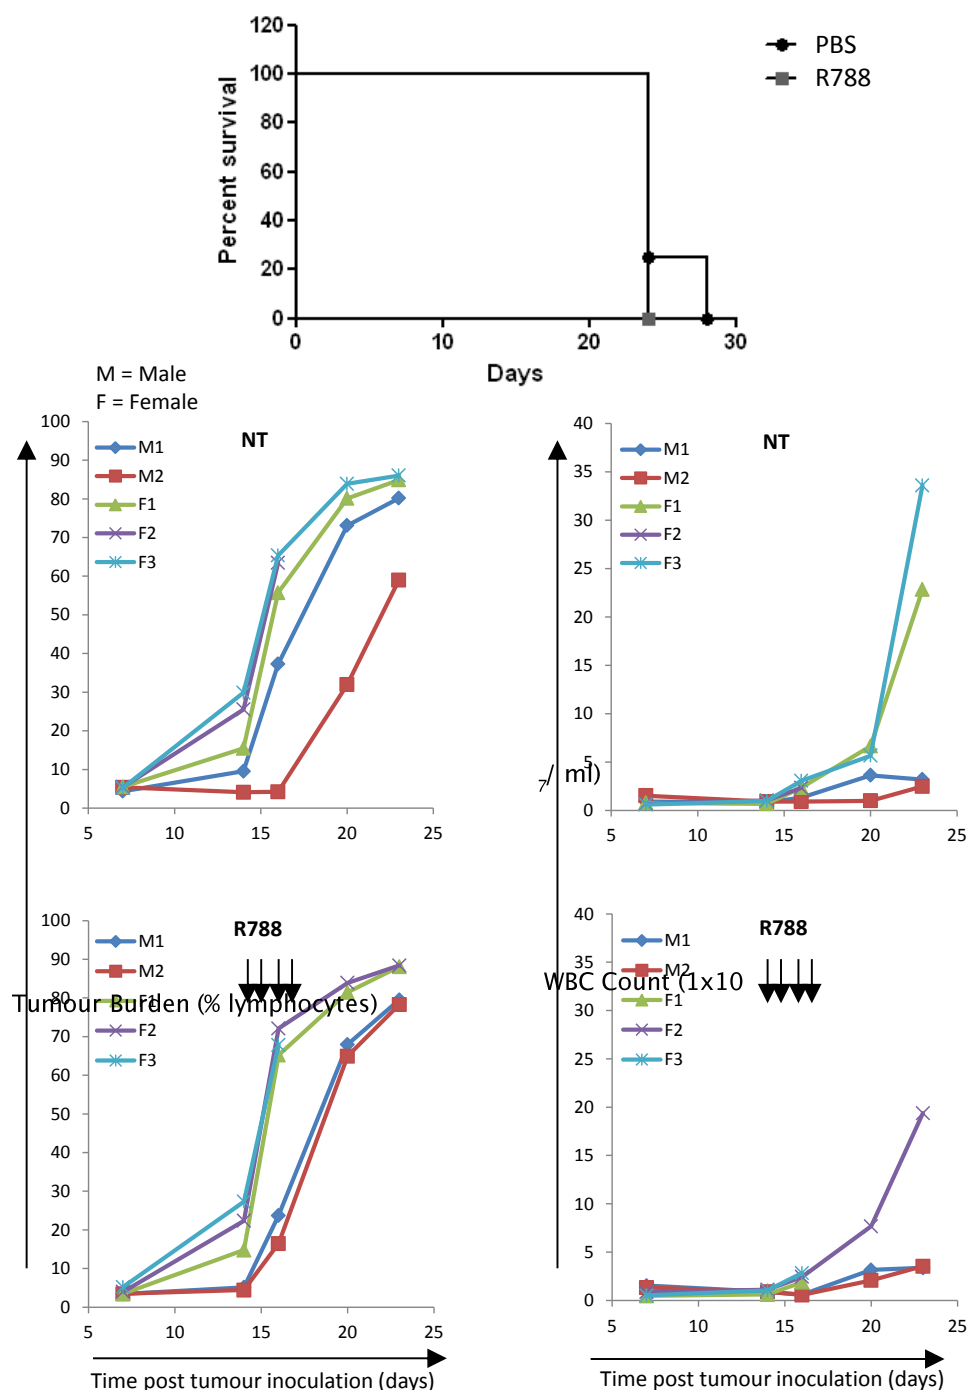 120
100
80
60
40
20
0
Percent survival
0
10
20
30
Days
PBS
R788
M = Male
F = Female
100
90
80
70
60
50
40
30
20
10
0
NT
M1
M2
F1
F2
F3
5
10
15
20
25
40
35
30
25
20
15
10
5
0
NT
M1
M2
F1
F2
F3
5
10
15
20
25
7/ ml)
100
90
80
70
60
50
40
30
20
10
0
R788
M1
M2
F1
F2
F3
Tumour Burden (% lymphocytes)
5
10
15
20
25
Time post tumour inoculation (days)
40
35
30
25
20
15
10
5
0
R788
M1
M2
F1
F2
F3
WBC Count (1x10
5
10
15
20
25
Time post tumour inoculation (days)